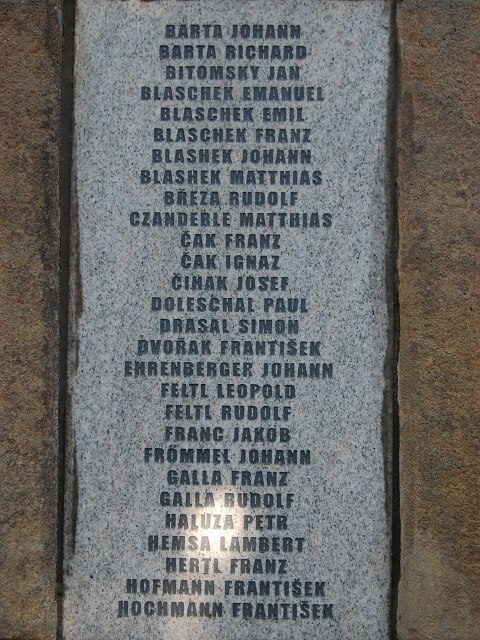 BARTA JOHANN
BARTA RICHARD
BITOMSKY JAN
BLASCHEK EMANUEL
BLASCHEK EMIL
BLASCHEK FRANZ
BLASHEK JOHANN
BLASHEK MATTHIAS
BŘEZA RUDOLF
CZANDERLE MATTHIAS
ČAK FRANZ
ČAK IGNAZ
ČIHAK JOSEF
DOLESCHAL PAUL
DRASAL SIMON
DVOŘAK FRANTIŠEK
EHRENBERGER JOHANN
FELTL LEOPOLD
FELTL RUDOLF
FRANC JAKOB
FRÖMMEL JOHANN
GALLA FRANZ
GALLA RUDOLF
HALUZA PETR
HEMSA LAMBERT
HERTL FRANZ
HOFMANN FRANTIŠEK
HOCHMANN FRANTIŠEK